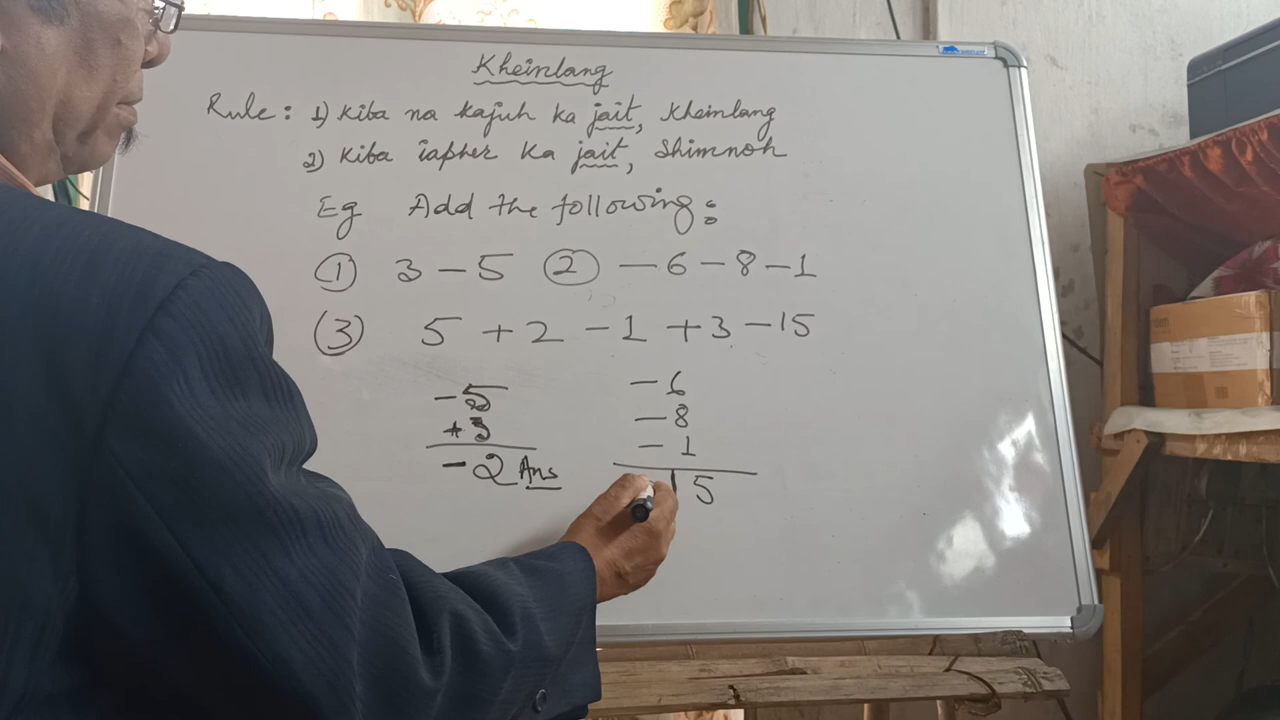 Kheinlang
Rule: 1) Kiba na kajuh ka jait, Kheinlang
2) Kiba ïapher ka jait, Shimnoh
Eg Add the following:
① 3 - 5 ② - 6 - 8 - 1
③ 5 + 2 - 1 + 3 - 15
- 5
+ 3
- 2 Ans
- 6
- 8
- 1
15